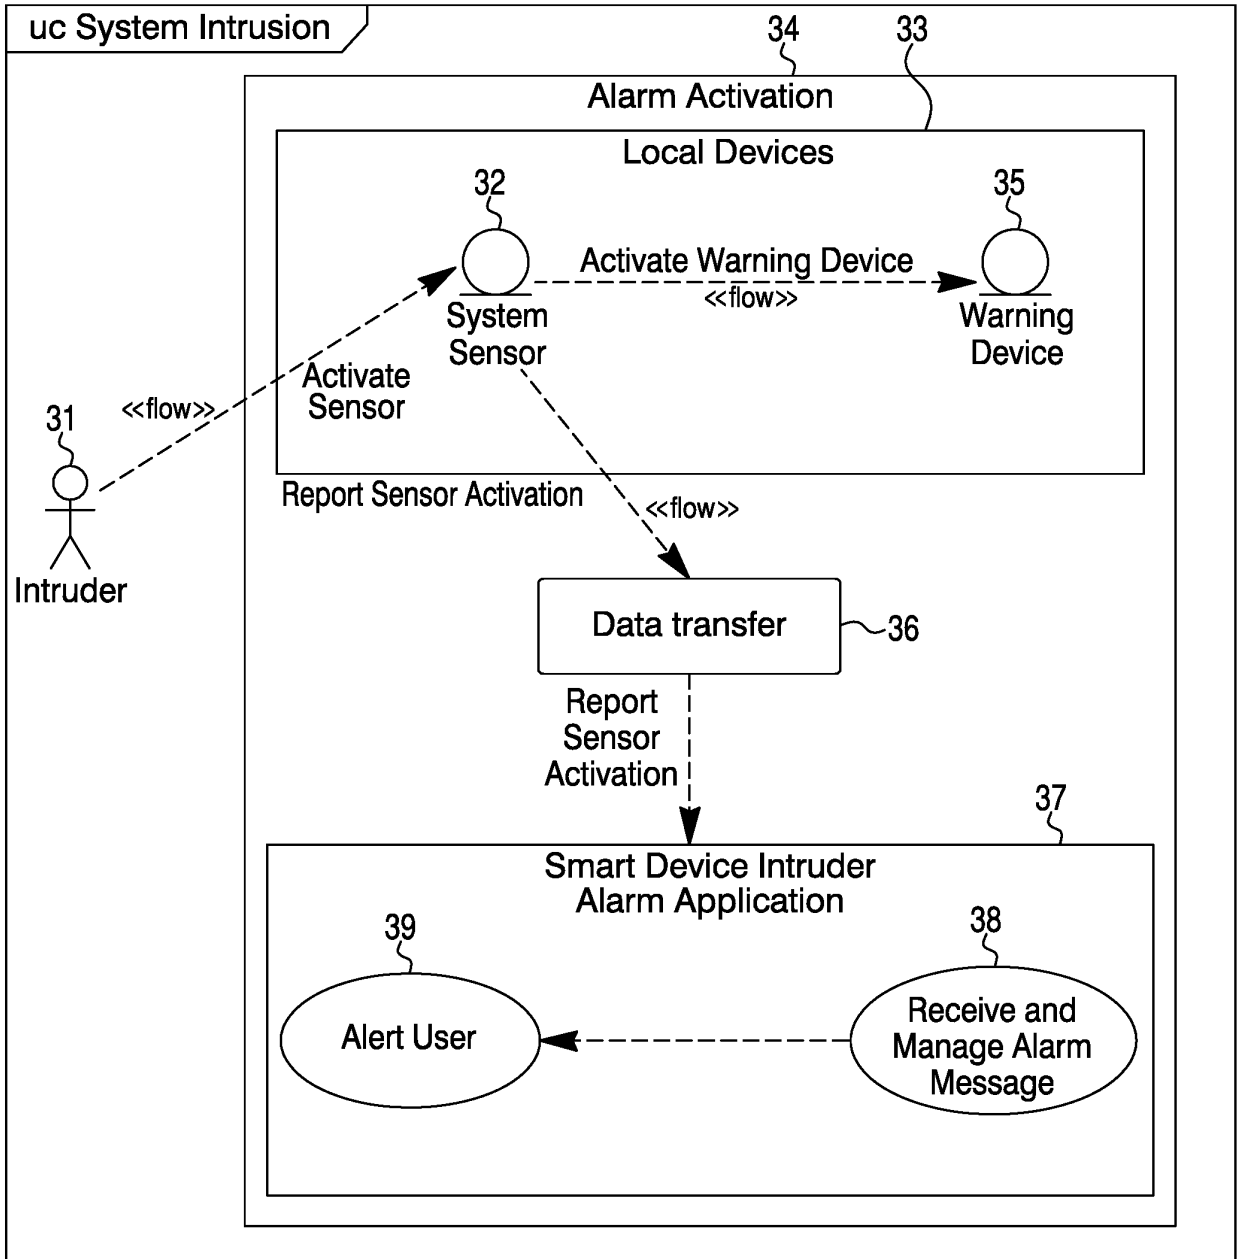 uc System Intrusion
34
33
Alarm Activation
Local Devices
32
35
Activate Warning Device
<<flow>>
System
Sensor
Warning
Device
Activate
Sensor
<<flow>>
31
Intruder
Report Sensor Activation
<<flow>>
Data transfer
36
Report
Sensor
Activation
37
Smart Device Intruder
Alarm Application
39
38
Alert User
Receive and
Manage Alarm
Message